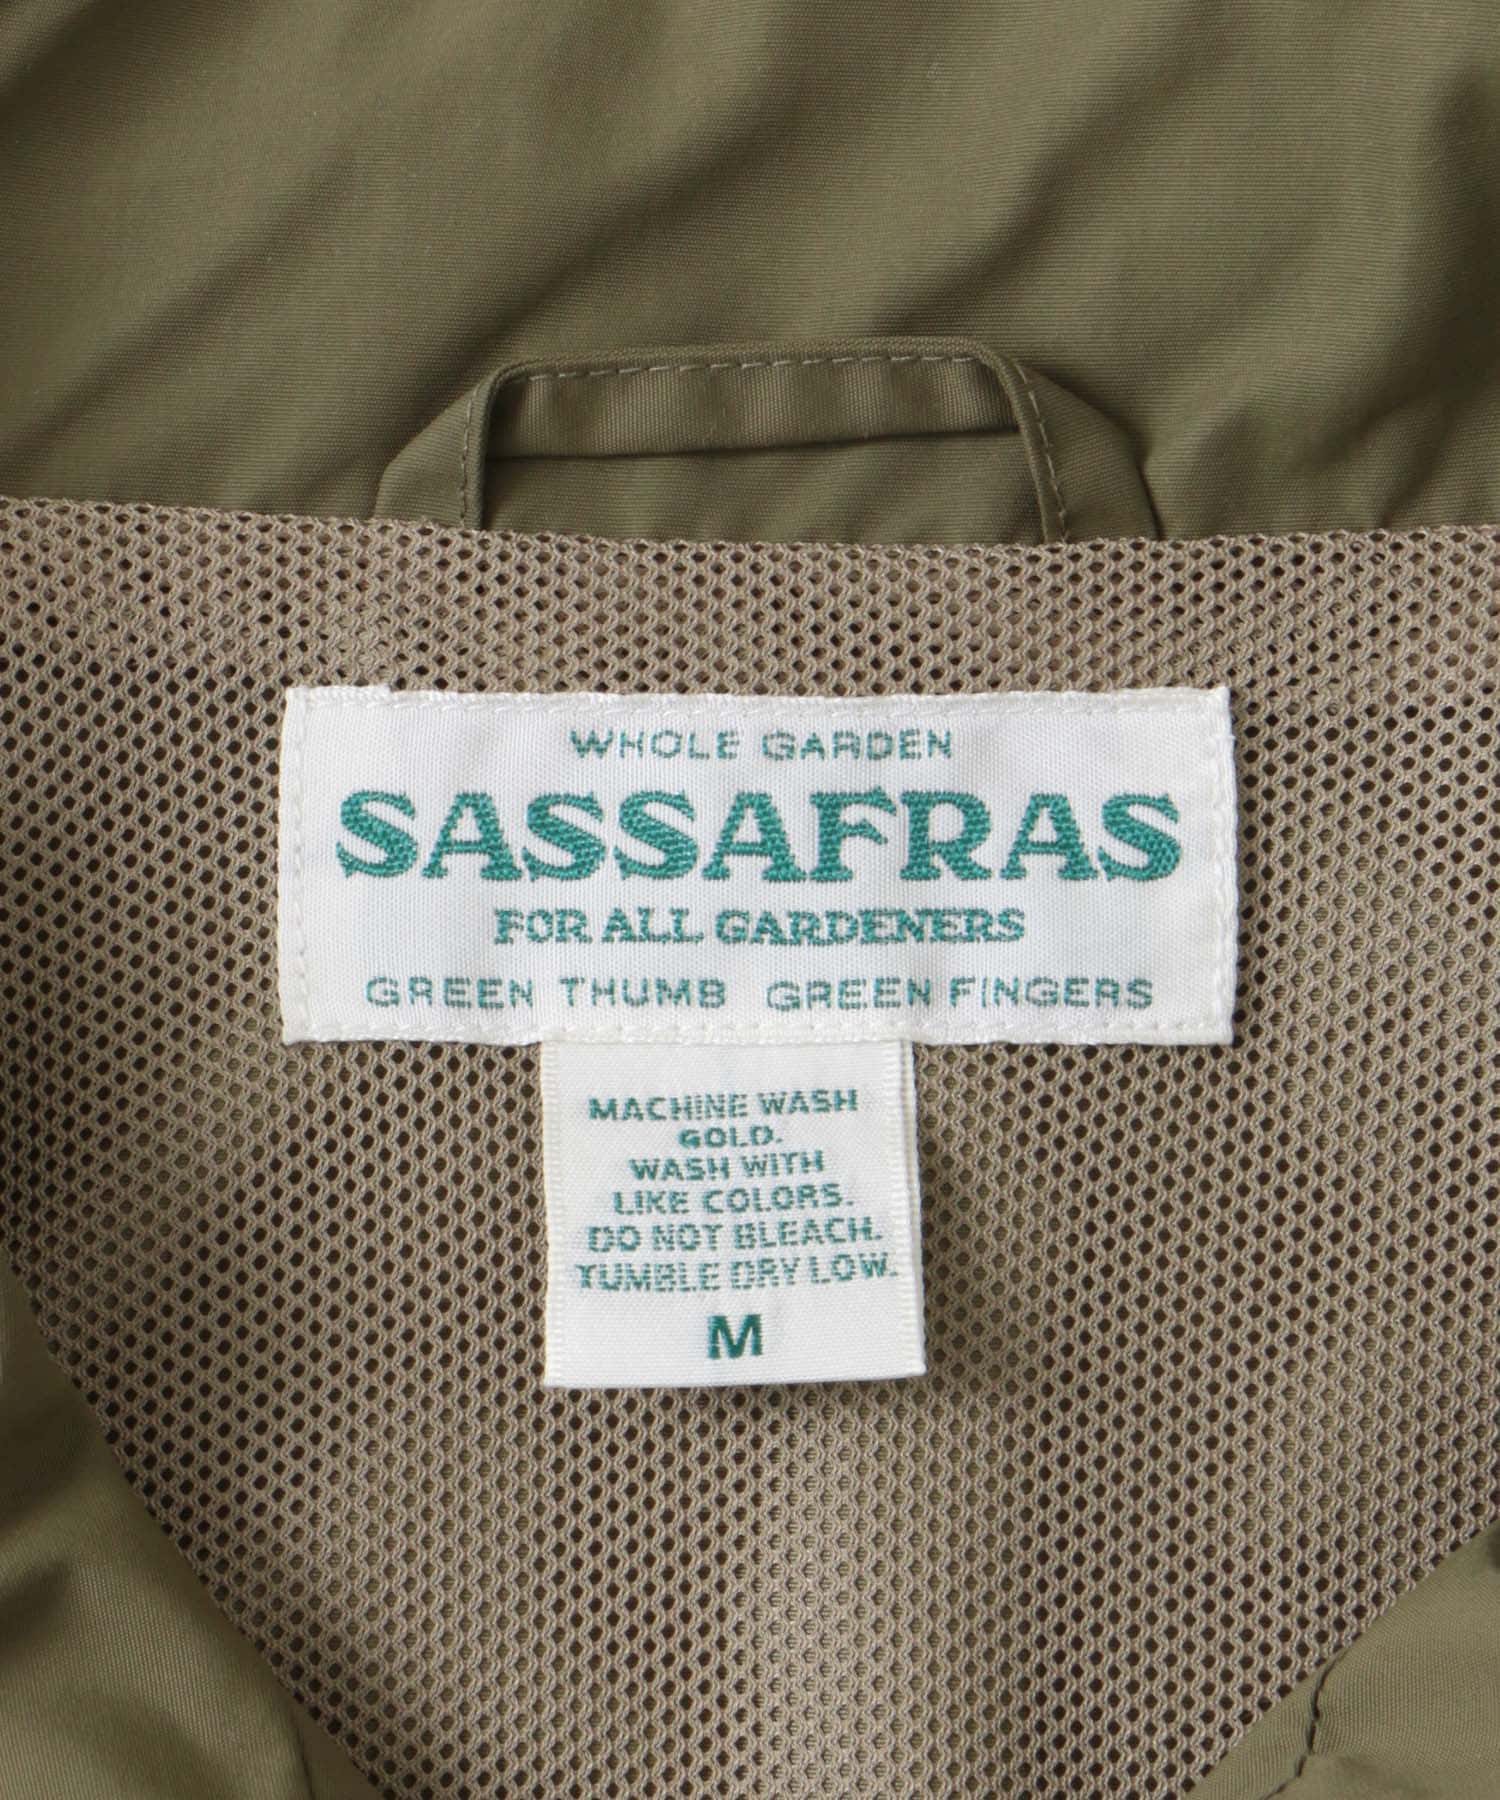 WHOLE GARDEN
SASSAFRAS
FOR ALL GARDENERS
GREEN THUMB GREEN FINGERS
MACHINE WASH
GOLD.
WASH WITH
LIKE COLORS.
DO NOT BLEACH.
TUMBLE DRY LOW.
M